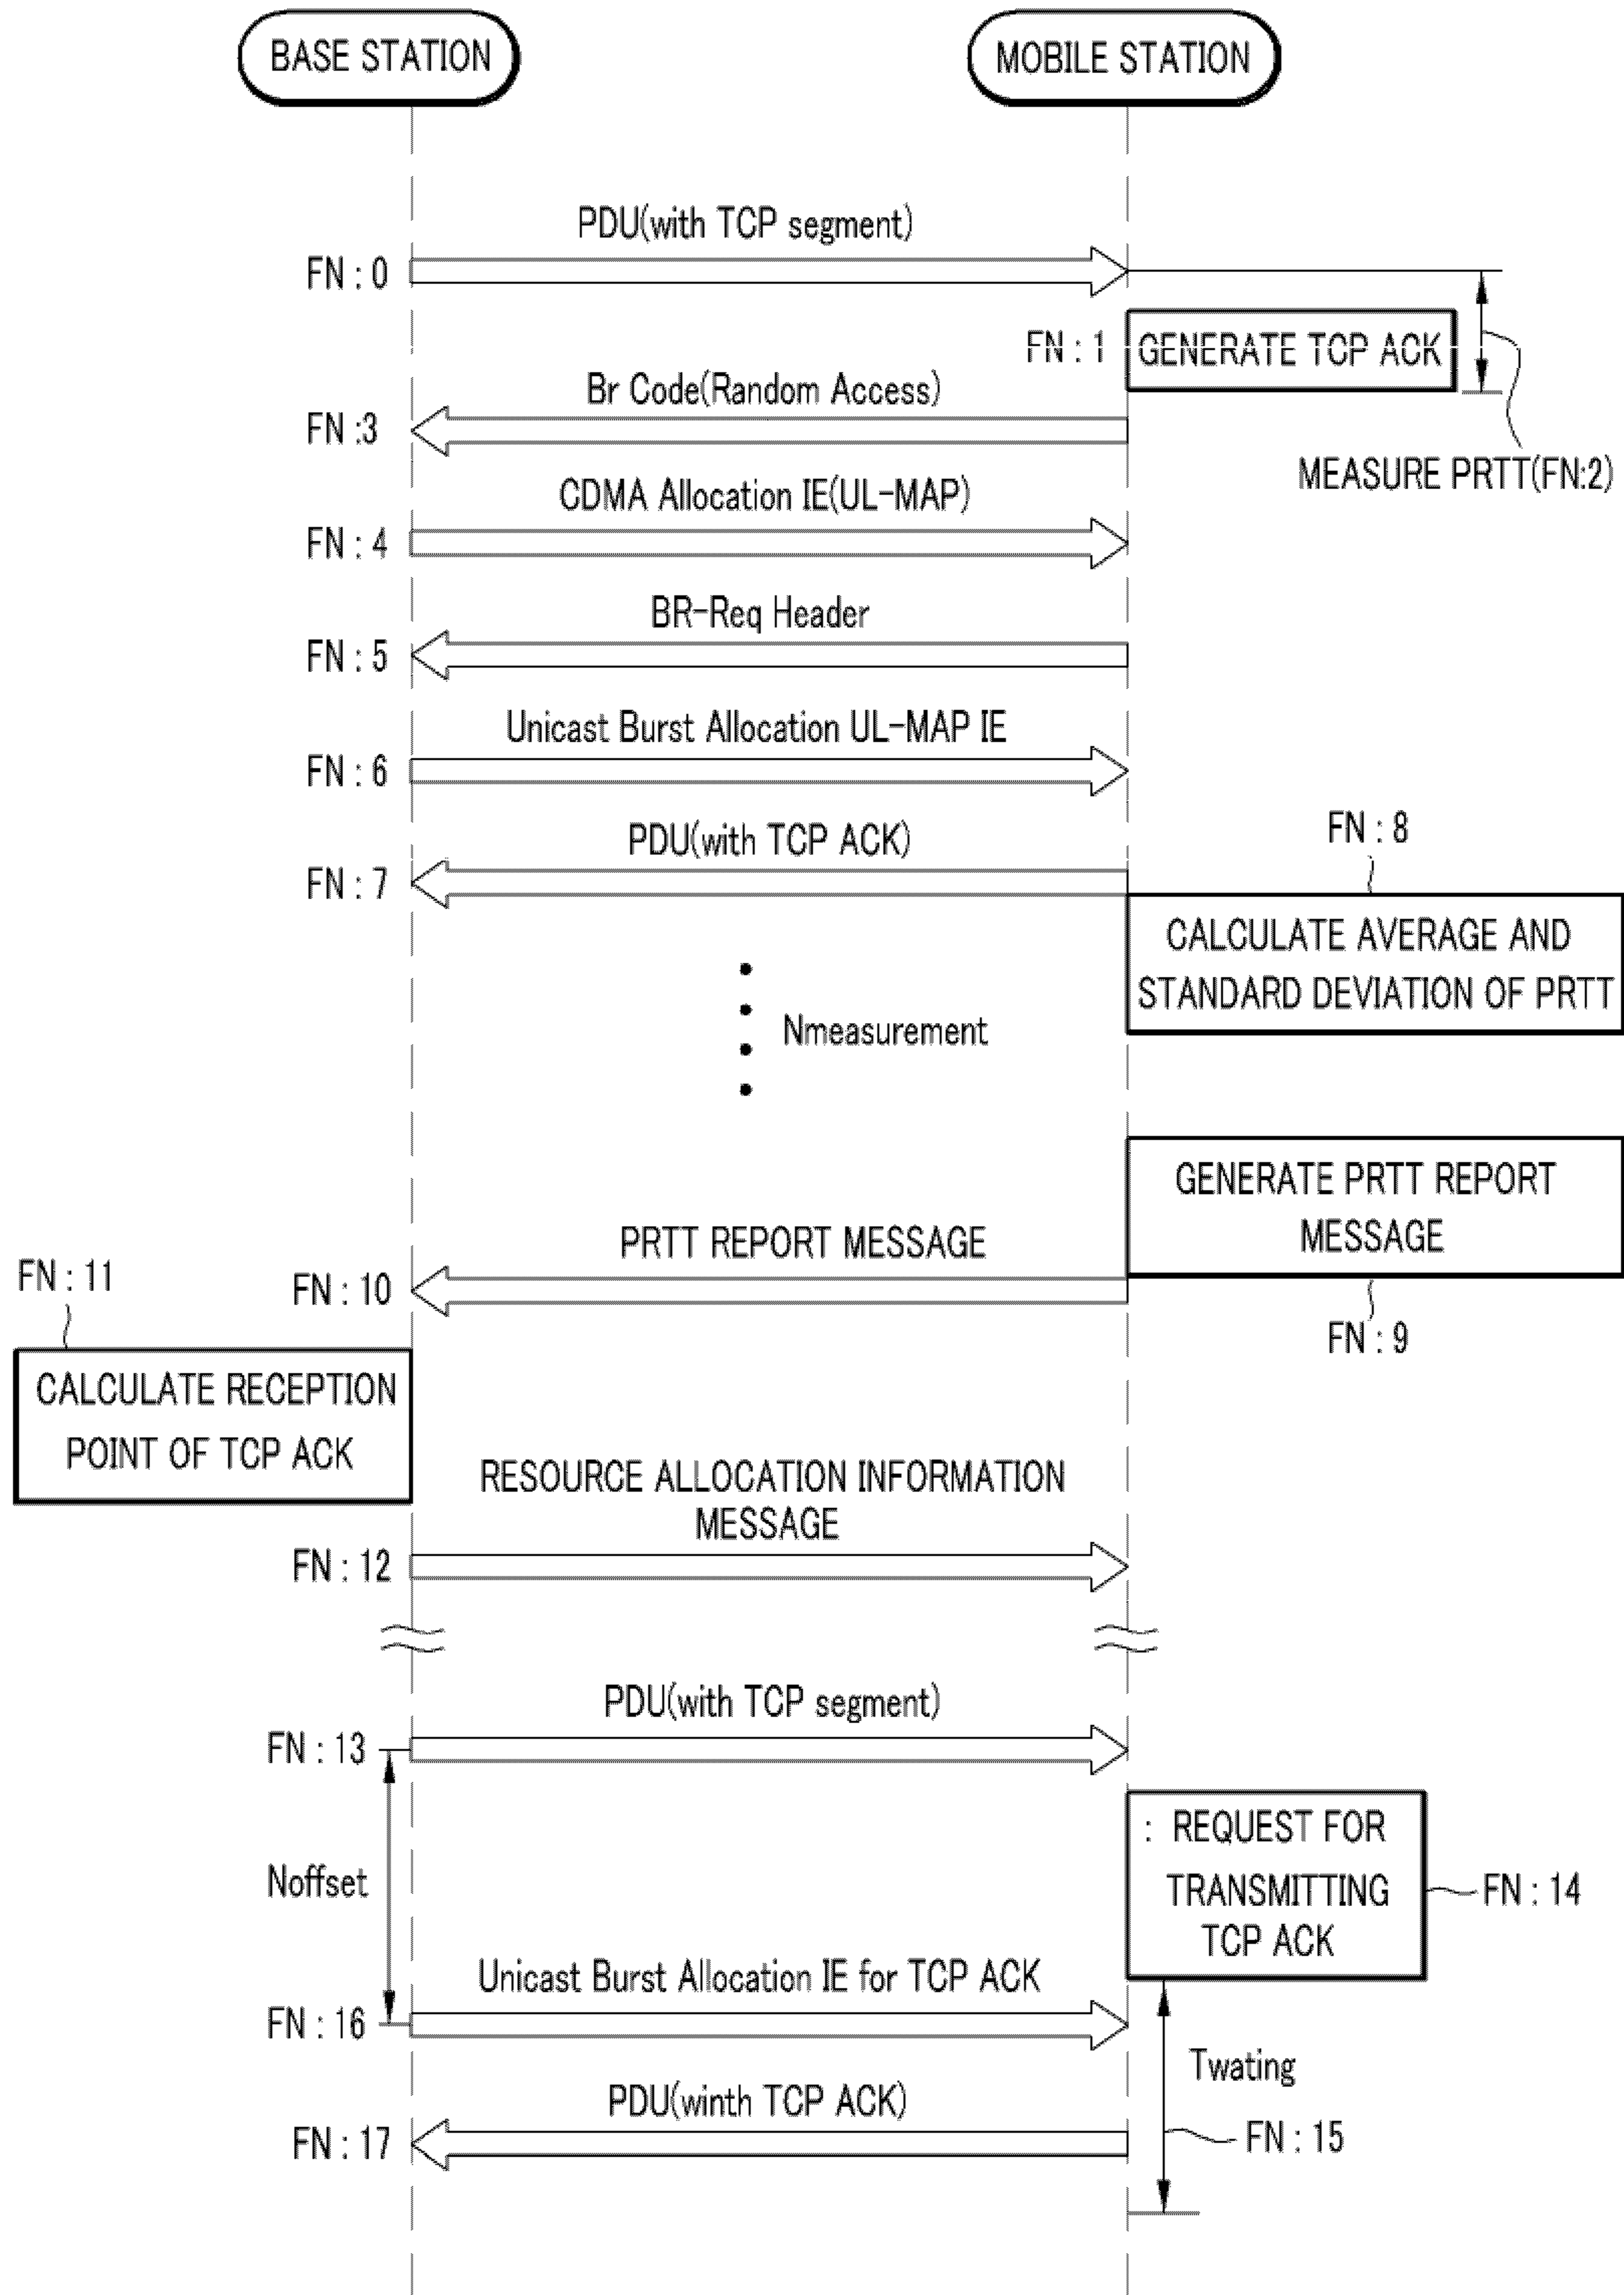 BASE STATION
MOBILE STATION
PDU(with TCP segment)
FN : 0
FN : 1
GENERATE TCP ACK
Br Code(Random Access)
FN :3
MEASURE PRTT(FN:2)
CDMA Allocation IE(UL-MAP)
FN : 4
BR-Req Header
FN : 5
Unicast Burst Allocation UL-MAP IE
FN : 6
PDU(with TCP ACK)
FN : 7
FN : 8
CALCULATE AVERAGE AND
STANDARD DEVIATION OF PRTT
Nmeasurement
GENERATE PRTT REPORT
MESSAGE
PRTT REPORT MESSAGE
FN : 10
FN : 9
FN : 11
CALCULATE RECEPTION
POINT OF TCP ACK
RESOURCE ALLOCATION INFORMATION
MESSAGE
FN : 12
PDU(with TCP segment)
FN : 13
: REQUEST FOR
TRANSMITTING
TCP ACK
FN : 14
Noffset
Unicast Burst Allocation IE for TCP ACK
FN : 16
Twating
PDU(winth TCP ACK)
FN : 15
FN : 17